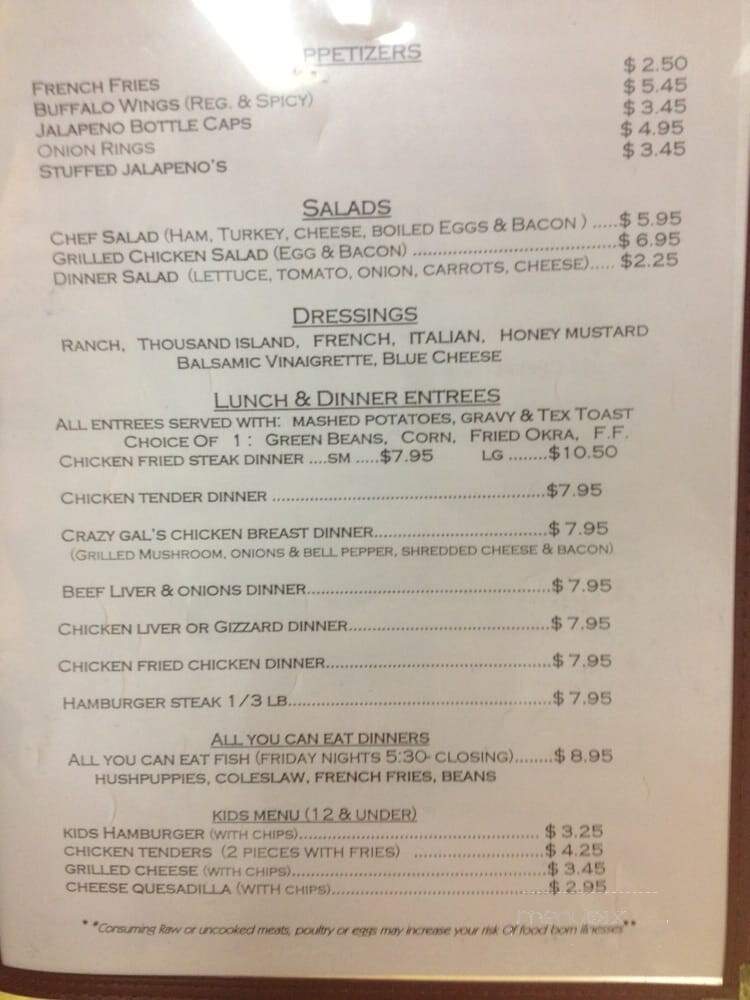 PPETIZERS
FRENCH FRIES $ 2.50
BUFFALO WINGS (REG. & SPICY) $ 5.45
JALAPENO BOTTLE CAPS $ 3.45
ONION RINGS $ 4.95
STUFFED JALAPENO'S $ 3.45
SALADS
CHEF SALAD (HAM, TURKEY, CHEESE, BOILED EGGS & BACON ) .....$ 5.95
GRILLED CHICKEN SALAD (EGG & BACON) ...................................$ 6.95
DINNER SALAD (LETTUCE, TOMATO, ONION, CARROTS, CHEESE)..... $2.25
DRESSINGS
RANCH, THOUSAND ISLAND, FRENCH, ITALIAN, HONEY MUSTARD
BALSAMIC VINAIGRETTE, BLUE CHEESE
LUNCH & DINNER ENTREES
ALL ENTREES SERVED WITH: MASHED POTATOES, GRAVY & TEX TOAST
CHOICE OF 1 : GREEN BEANS, CORN, FRIED OKRA, F.F.
CHICKEN FRIED STEAK DINNER ....SM .....$7.95 LG ........$10.50
CHICKEN TENDER DINNER ..............................................$7.95
CRAZY GAL'S CHICKEN BREAST DINNER.............................$ 7.95
(GRILLED MUSHROOM, ONIONS & BELL PEPPER, SHREDDED CHEESE & BACON)
BEEF LIVER & ONIONS DINNER.........................................$ 7.95
CHICKEN LIVER OR GIZZARD DINNER..................................$ 7.95
CHICKEN FRIED CHICKEN DINNER......................................$ 7.95
HAMBURGER STEAK 1/3 LB............................................$ 7.95
ALL YOU CAN EAT DINNERS
ALL YOU CAN EAT FISH (FRIDAY NIGHTS 5:30- CLOSING)........$ 8.95
HUSHPUPPIES, COLESLAW, FRENCH FRIES, BEANS
KIDS MENU (12 & UNDER)
KIDS HAMBURGER (WITH CHIPS)......................................... $ 3.25
CHICKEN TENDERS (2 PIECES WITH FRIES) ......................$ 4.25
GRILLED CHEESE (WITH CHIPS)...........................................$ 3.45
CHEESE QUESADILLA (WITH CHIPS).....................................$ 2.95
**Consuming Raw or uncooked meats, poultry or eggs may increase your risk Of food born illnesses**